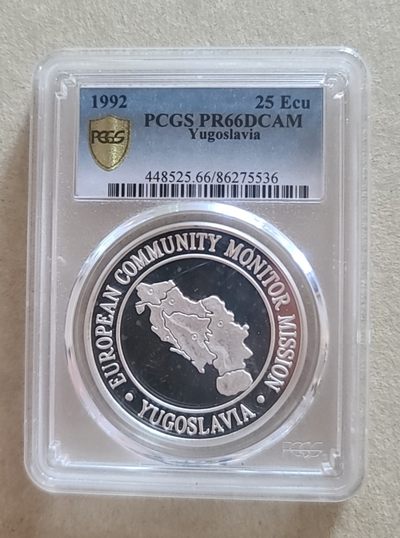 1992 25 Ecu
PCGS PCGS PR66DCAM
Yugoslavia
448525.66/86275536
• EUROPEAN COMMUNITY MONITOR MISSION •
YUGOSLAVIA
PCGS